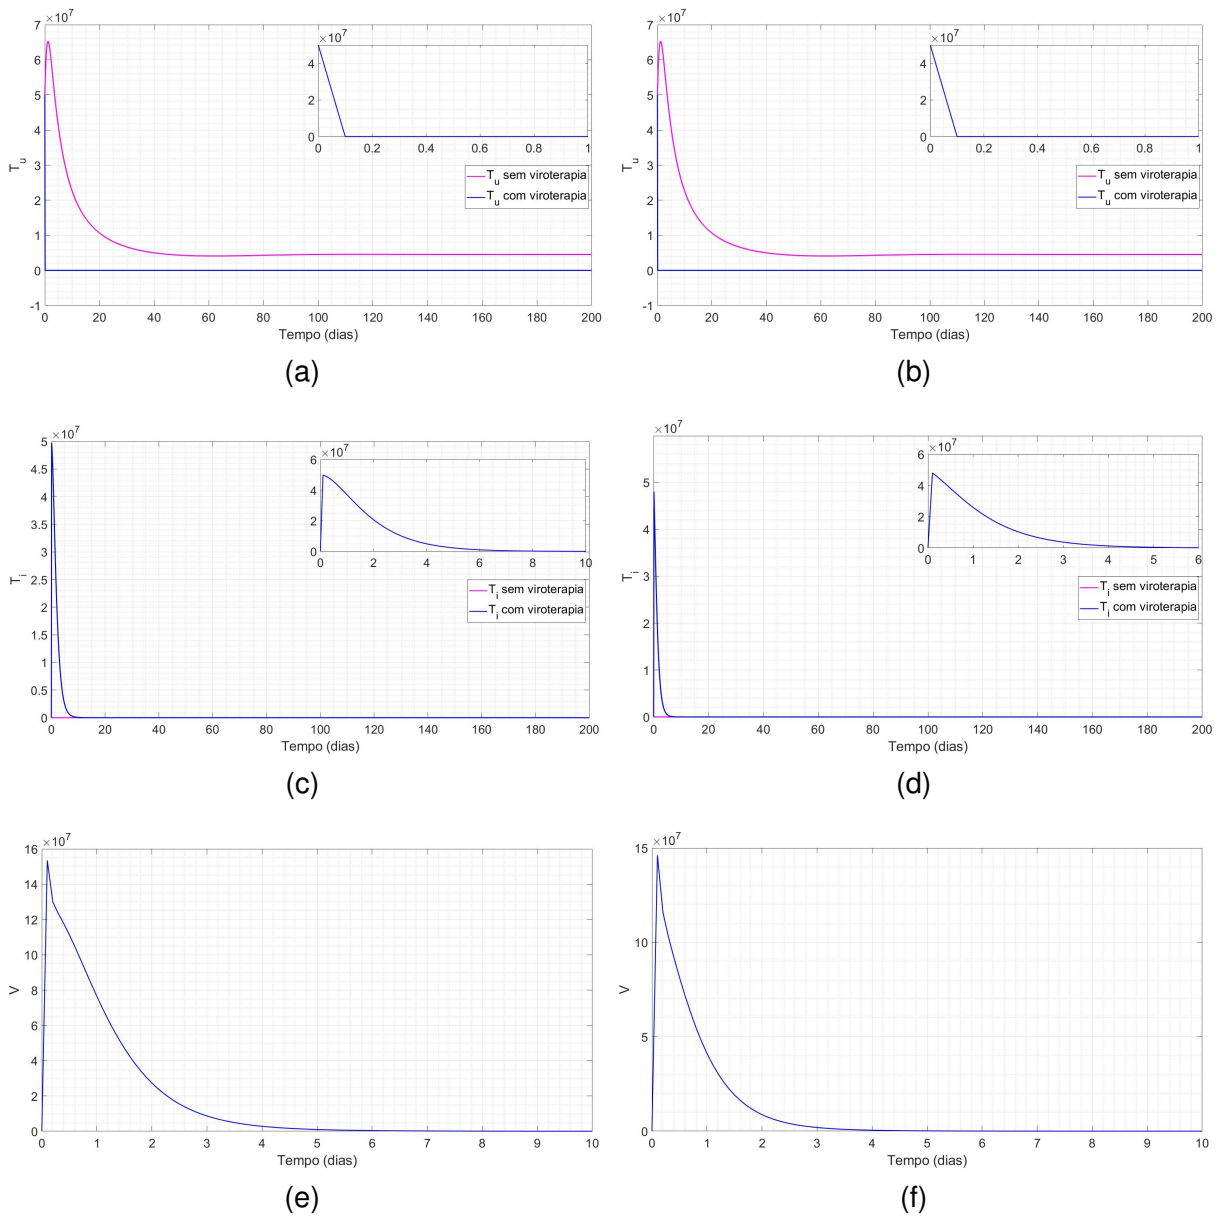 ×10^7
7
6
5
4
3
2
1
0
-1
T_u
0 20 40 60 80 100 120 140 160 180 200
Tempo (dias)
×10^7
4
2
0
0 0.2 0.4 0.6 0.8 1
T_u sem viroterapia
T_u com viroterapia
(a)
×10^7
7
6
5
4
3
2
1
0
-1
T_u
0 20 40 60 80 100 120 140 160 180 200
Tempo (dias)
×10^7
4
2
0
0 0.2 0.4 0.6 0.8 1
T_u sem viroterapia
T_u com viroterapia
(b)
×10^7
5
4.5
4
3.5
3
2.5
2
1.5
1
0.5
0
T_i
0 20 40 60 80 100 120 140 160 180 200
Tempo (dias)
×10^7
6
4
2
0
0 2 4 6 8 10
T_i sem viroterapia
T_i com viroterapia
(c)
×10^7
5
4
3
2
1
0
T_i
0 20 40 60 80 100 120 140 160 180 200
Tempo (dias)
×10^7
6
4
2
0
0 1 2 3 4 5 6
T_i sem viroterapia
T_i com viroterapia
(d)
×10^7
16
14
12
10
8
6
4
2
0
V
0 1 2 3 4 5 6 7 8 9 10
Tempo (dias)
(e)
×10^7
15
10
5
0
V
0 1 2 3 4 5 6 7 8 9 10
Tempo (dias)
(f)